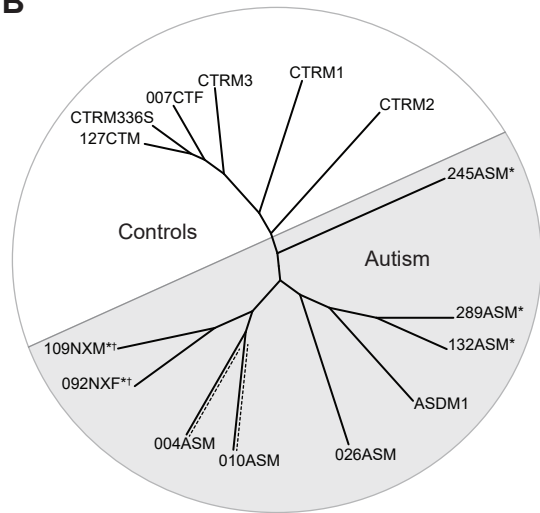 B
CTRM3
CTRM1
007CTF
CTRM2
CTRM336S
127CTM
245ASM*
Controls
Autism
289ASM*
109NXM*†
132ASM*
092NXF*†
ASDM1
004ASM
010ASM
026ASM